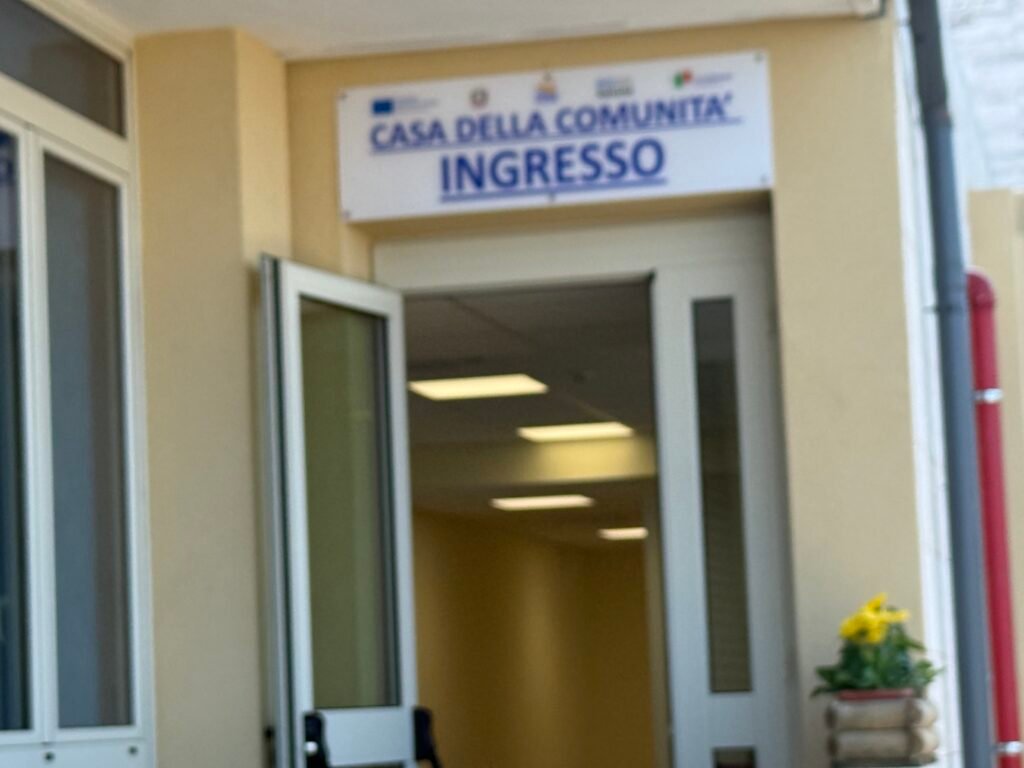 CASA DELLA COMUNITA'
INGRESSO